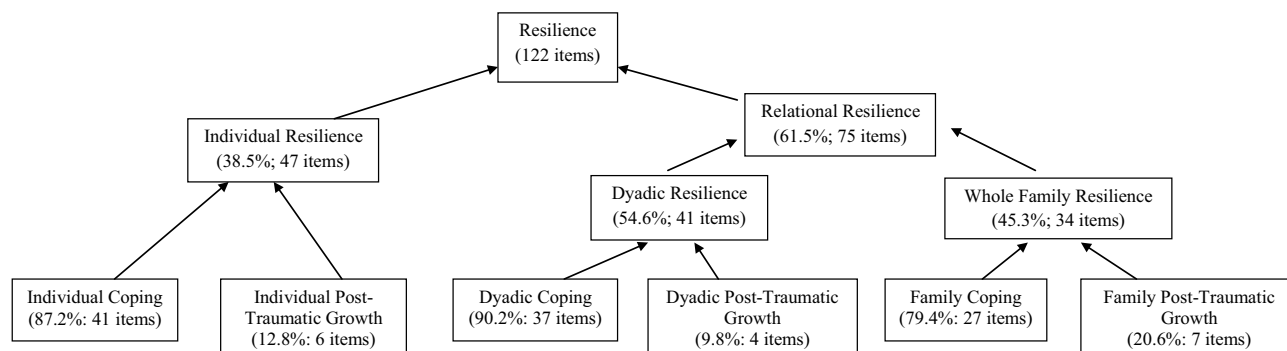 Resilience
(122 items)
Relational Resilience
(61.5%; 75 items)
Individual Resilience
(38.5%; 47 items)
Dyadic Resilience
(54.6%; 41 items)
Whole Family Resilience
(45.3%; 34 items)
Individual Coping
(87.2%: 41 items)
Individual Post-
Traumatic Growth
(12.8%: 6 items)
Dyadic Coping
(90.2%: 37 items)
Dyadic Post-Traumatic
Growth
(9.8%: 4 items)
Family Coping
(79.4%: 27 items)
Family Post-Traumatic
Growth
(20.6%: 7 items)